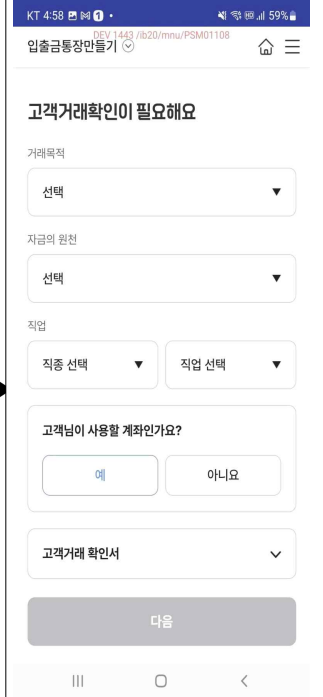 KT 4:58 1 • 59%
DEV 1443 /ib20/mnu/PSM01108
입출금통장만들기
고객거래확인이 필요해요
거래목적
선택 ▼
자금의 원천
선택 ▼
직업
직종 선택 ▼ 직업 선택 ▼
고객님이 사용할 계좌인가요?
예 아니요
고객거래 확인서
다음